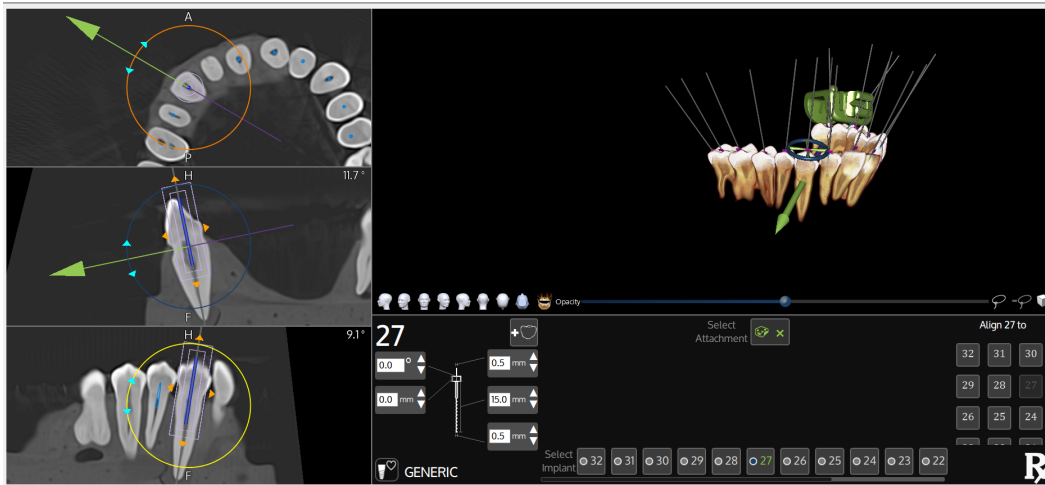 A
P
H
11.7 °
F
H
9.1 °
F
Opacity
27
+
Select
Attachment
Align 27 to
0.0 °
0.5 mm
0.0 mm
15.0 mm
0.5 mm
32 31 30
29 28 27
26 25 24
GENERIC
Select
Implant
32 31 30 29 28 27 26 25 24 23 22
R